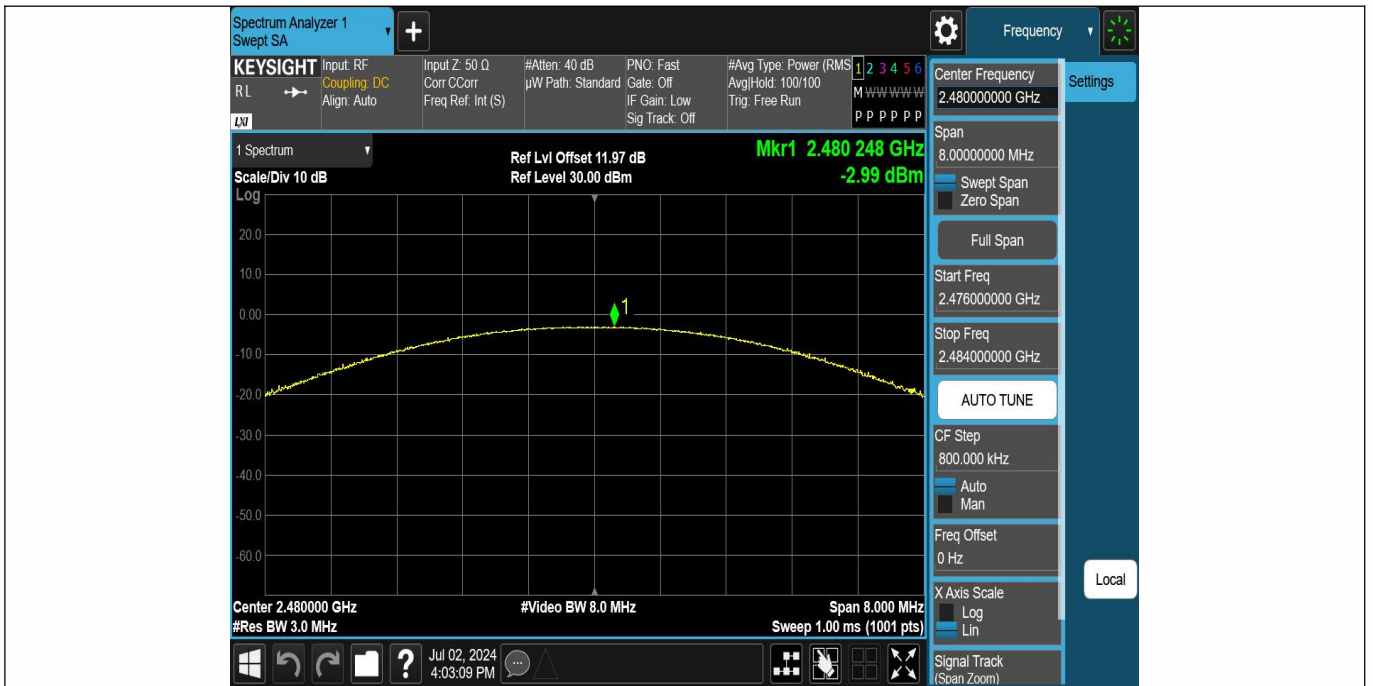 Spectrum Analyzer 1
Swept SA
+
Frequency
KEYSIGHT
RL
LXI
Input: RF
Coupling: DC
Align: Auto
Input Z: 50 Ω
Corr CCorr
Freq Ref: Int (S)
#Atten: 40 dB
µW Path: Standard
PNO: Fast
Gate: Off
IF Gain: Low
Sig Track: Off
#Avg Type: Power (RMS
Avg|Hold: 100/100
Trig: Free Run
1 2 3 4 5 6
M W W W W W
P P P P P P
1 Spectrum
Scale/Div 10 dB
Log
Ref Lvl Offset 11.97 dB
Ref Level 30.00 dBm
Mkr1 2.480 248 GHz
-2.99 dBm
20.0
10.0
0.00
-10.0
-20.0
-30.0
-40.0
-50.0
-60.0
1
Center 2.480000 GHz
#Res BW 3.0 MHz
#Video BW 8.0 MHz
Span 8.000 MHz
Sweep 1.00 ms (1001 pts)
Center Frequency
2.480000000 GHz
Settings
Span
8.00000000 MHz
Swept Span
Zero Span
Full Span
Start Freq
2.476000000 GHz
Stop Freq
2.484000000 GHz
AUTO TUNE
CF Step
800.000 kHz
Auto
Man
Freq Offset
0 Hz
Local
X Axis Scale
Log
Lin
Signal Track
(Span Zoom)
?
Jul 02, 2024
4:03:09 PM